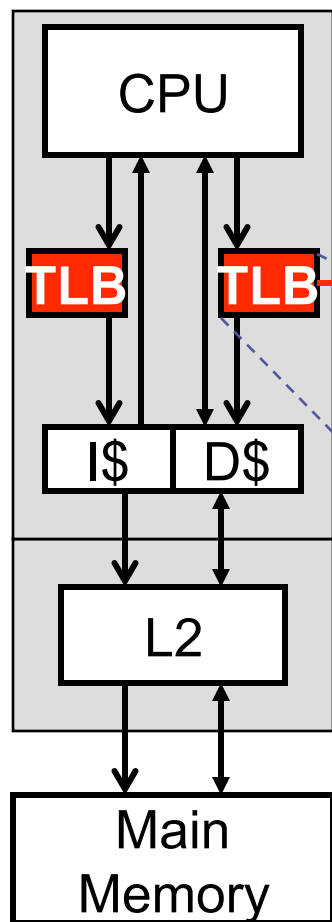 CPU
TLB TLB
I$ D$
L2
Main
Memory